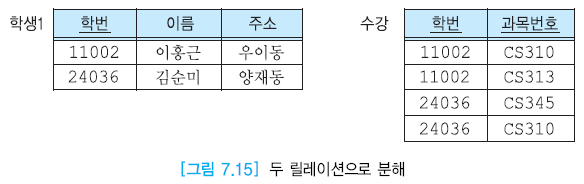 학생1
학번 이름 주소
11002 이홍근 우이동
24036 김순미 양재동
수강
학번 과목번호
11002 CS310
11002 CS313
24036 CS345
24036 CS310
[그림 7.15] 두 릴레이션으로 분해